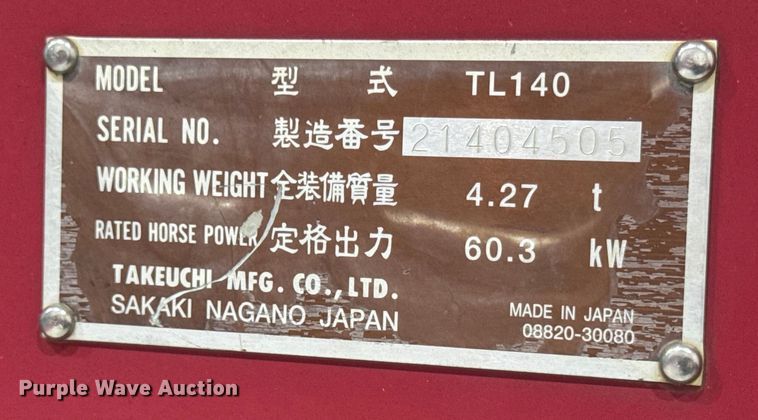 MODEL 型式 TL140
SERIAL NO. 製造番号 21404505
WORKING WEIGHT 全装備質量 4.27 t
RATED HORSE POWER 定格出力 60.3 kW
TAKEUCHI MFG. CO., LTD.
SAKAKI NAGANO JAPAN
MADE IN JAPAN
08820-30080
Purple Wave Auction